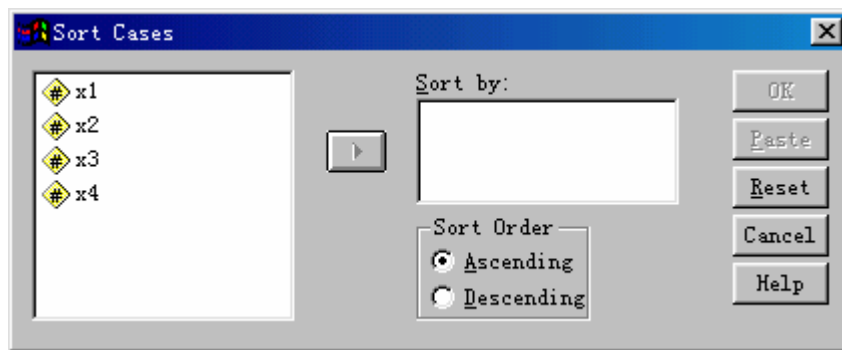 Sort Cases
# x1
# x2
# x3
# x4
Sort by:
Sort Order
Ascending
Descending
OK
Paste
Reset
Cancel
Help